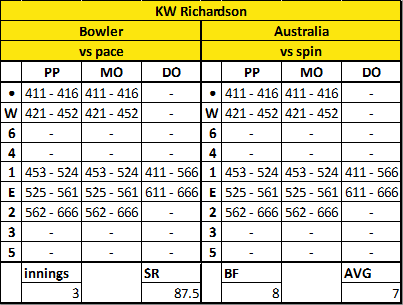 KW Richardson
Bowler Australia
vs pace vs spin
PP MO DO PP MO DO
• 411 - 416 411 - 416 - • 411 - 416 411 - 416 -
W 421 - 452 421 - 452 - W 421 - 452 421 - 452 -
6 - - - 6 - - -
4 - - - 4 - - -
1 453 - 524 453 - 524 411 - 566 1 453 - 524 453 - 524 411 - 566
E 525 - 561 525 - 561 611 - 666 E 525 - 561 525 - 561 611 - 666
2 562 - 666 562 - 666 - 2 562 - 666 562 - 666 -
3 - - - 3 - - -
5 - - - 5 - - -
innings SR BF AVG
3 87.5 8 7